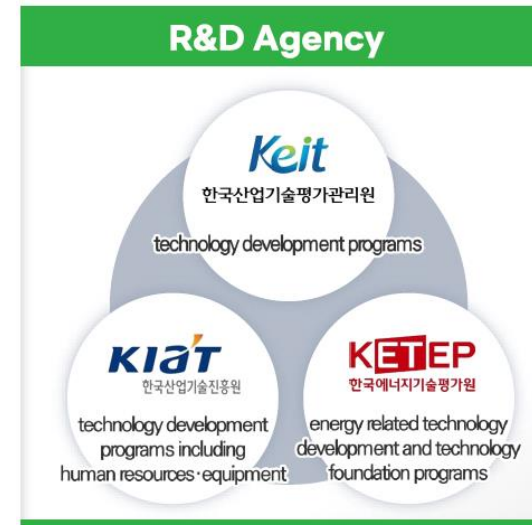 R&D Agency
Keit
한국산업기술평가관리원
technology development programs
KIAT
한국산업기술진흥원
technology development
programs including
human resources·equipment
KETEP
한국에너지기술평가원
energy related technology
development and technology
foundation programs